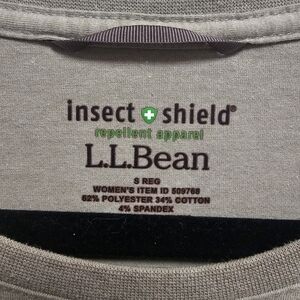 insect shield®
repellent apparel
L.L.Bean
S REG
WOMEN'S ITEM ID 509768
62% POLYESTER 34% COTTON
4% SPANDEX